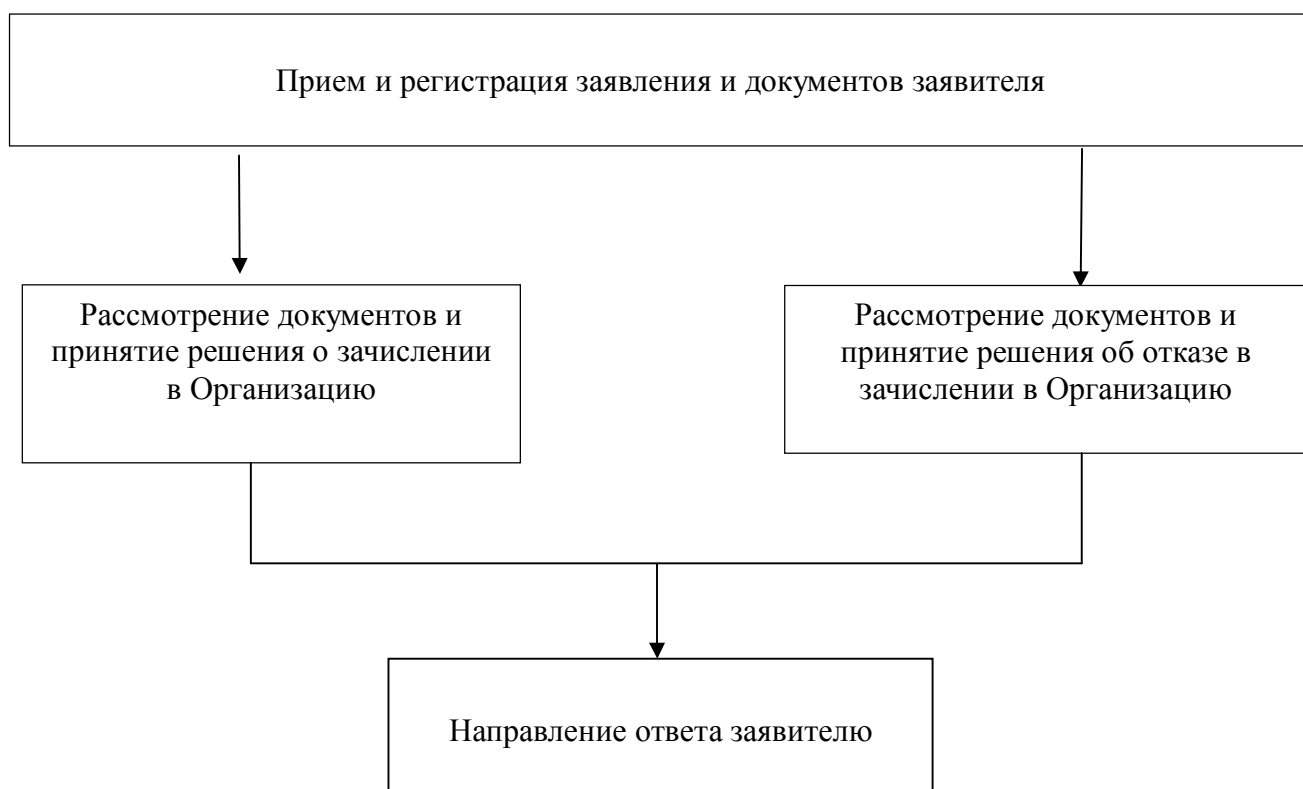 Прием и регистрация заявления и документов заявителя
Рассмотрение документов и
принятие решения о зачислении
в Организацию
Рассмотрение документов и
принятие решения об отказе в
зачислении в Организацию
Направление ответа заявителю